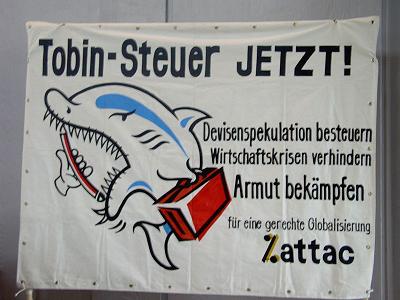 Tobin-Steuer JETZT!
Devisenspekulation besteuern
Wirtschaftskrisen verhindern
Armut bekämpfen
für eine gerechte Globalisierung
attac